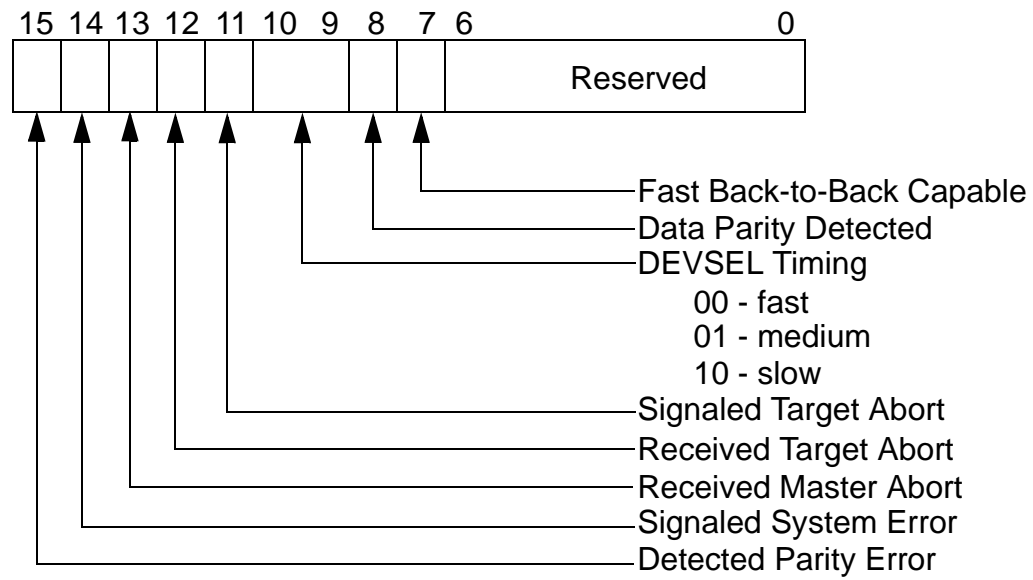 15 14 13 12 11 10 9 8 7 6 0
Reserved
Fast Back-to-Back Capable
Data Parity Detected
DEVSEL Timing
00 - fast
01 - medium
10 - slow
Signaled Target Abort
Received Target Abort
Received Master Abort
Signaled System Error
Detected Parity Error